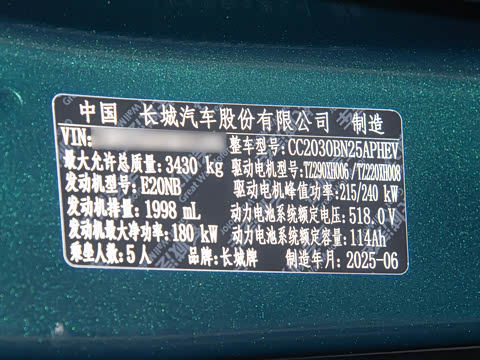 中国 长城汽车股份有限公司 制造
VIN: 整车型号:CC2030BN25APHEV
最大允许总质量:3430 kg 驱动电机型号:TZ290XH006/TZ220XH008
发动机型号:E20NB 驱动电机峰值功率:215/240 kW
发动机排量:1998 mL 动力电池系统额定电压:518.0V
发动机最大净功率:180 kW 动力电池系统额定容量:114Ah
乘坐人数:5人 品牌:长城牌 制造年月:2025-06